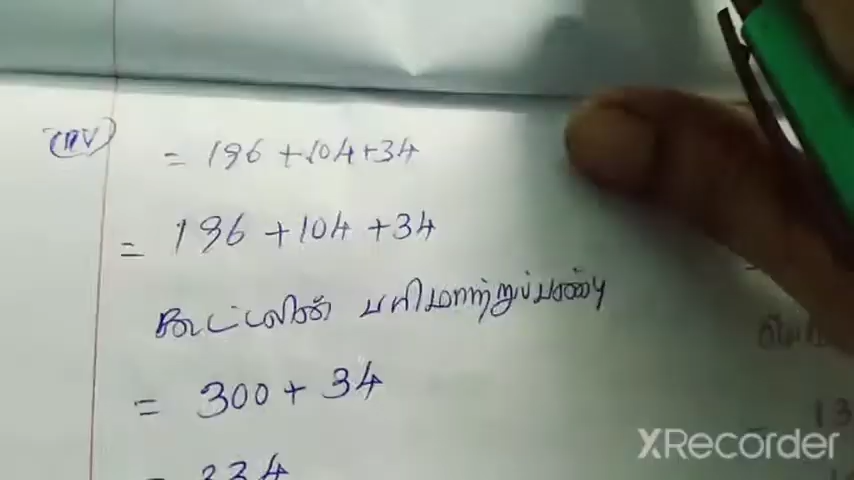 (IV) = 196 + 104 + 34
= 196 + 104 + 34
கூட்டலின் பரிமாற்றுப்பண்பு
= 300 + 34
= 334
XRecorder